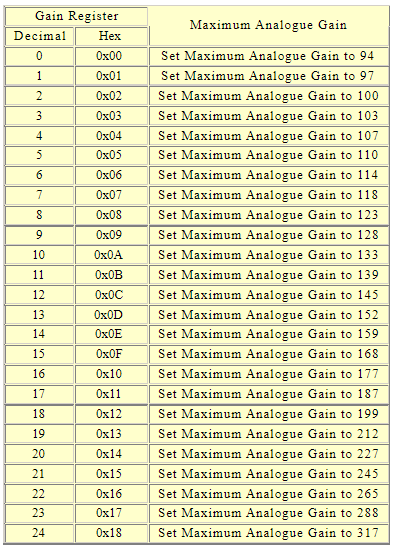 Gain Register Maximum Analogue Gain
Decimal Hex
0 0x00 Set Maximum Analogue Gain to 94
1 0x01 Set Maximum Analogue Gain to 97
2 0x02 Set Maximum Analogue Gain to 100
3 0x03 Set Maximum Analogue Gain to 103
4 0x04 Set Maximum Analogue Gain to 107
5 0x05 Set Maximum Analogue Gain to 110
6 0x06 Set Maximum Analogue Gain to 114
7 0x07 Set Maximum Analogue Gain to 118
8 0x08 Set Maximum Analogue Gain to 123
9 0x09 Set Maximum Analogue Gain to 128
10 0x0A Set Maximum Analogue Gain to 133
11 0x0B Set Maximum Analogue Gain to 139
12 0x0C Set Maximum Analogue Gain to 145
13 0x0D Set Maximum Analogue Gain to 152
14 0x0E Set Maximum Analogue Gain to 159
15 0x0F Set Maximum Analogue Gain to 168
16 0x10 Set Maximum Analogue Gain to 177
17 0x11 Set Maximum Analogue Gain to 187
18 0x12 Set Maximum Analogue Gain to 199
19 0x13 Set Maximum Analogue Gain to 212
20 0x14 Set Maximum Analogue Gain to 227
21 0x15 Set Maximum Analogue Gain to 245
22 0x16 Set Maximum Analogue Gain to 265
23 0x17 Set Maximum Analogue Gain to 288
24 0x18 Set Maximum Analogue Gain to 317